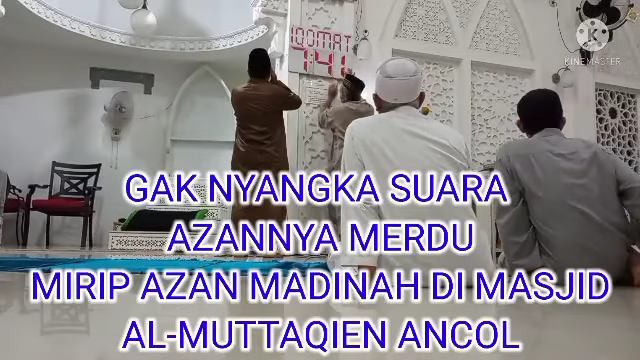 KINEMASTER
IQOMAT
GAK NYANGKA SUARA
AZANNYA MERDU
MIRIP AZAN MADINAH DI MASJID
AL-MUTTAQIEN ANCOL